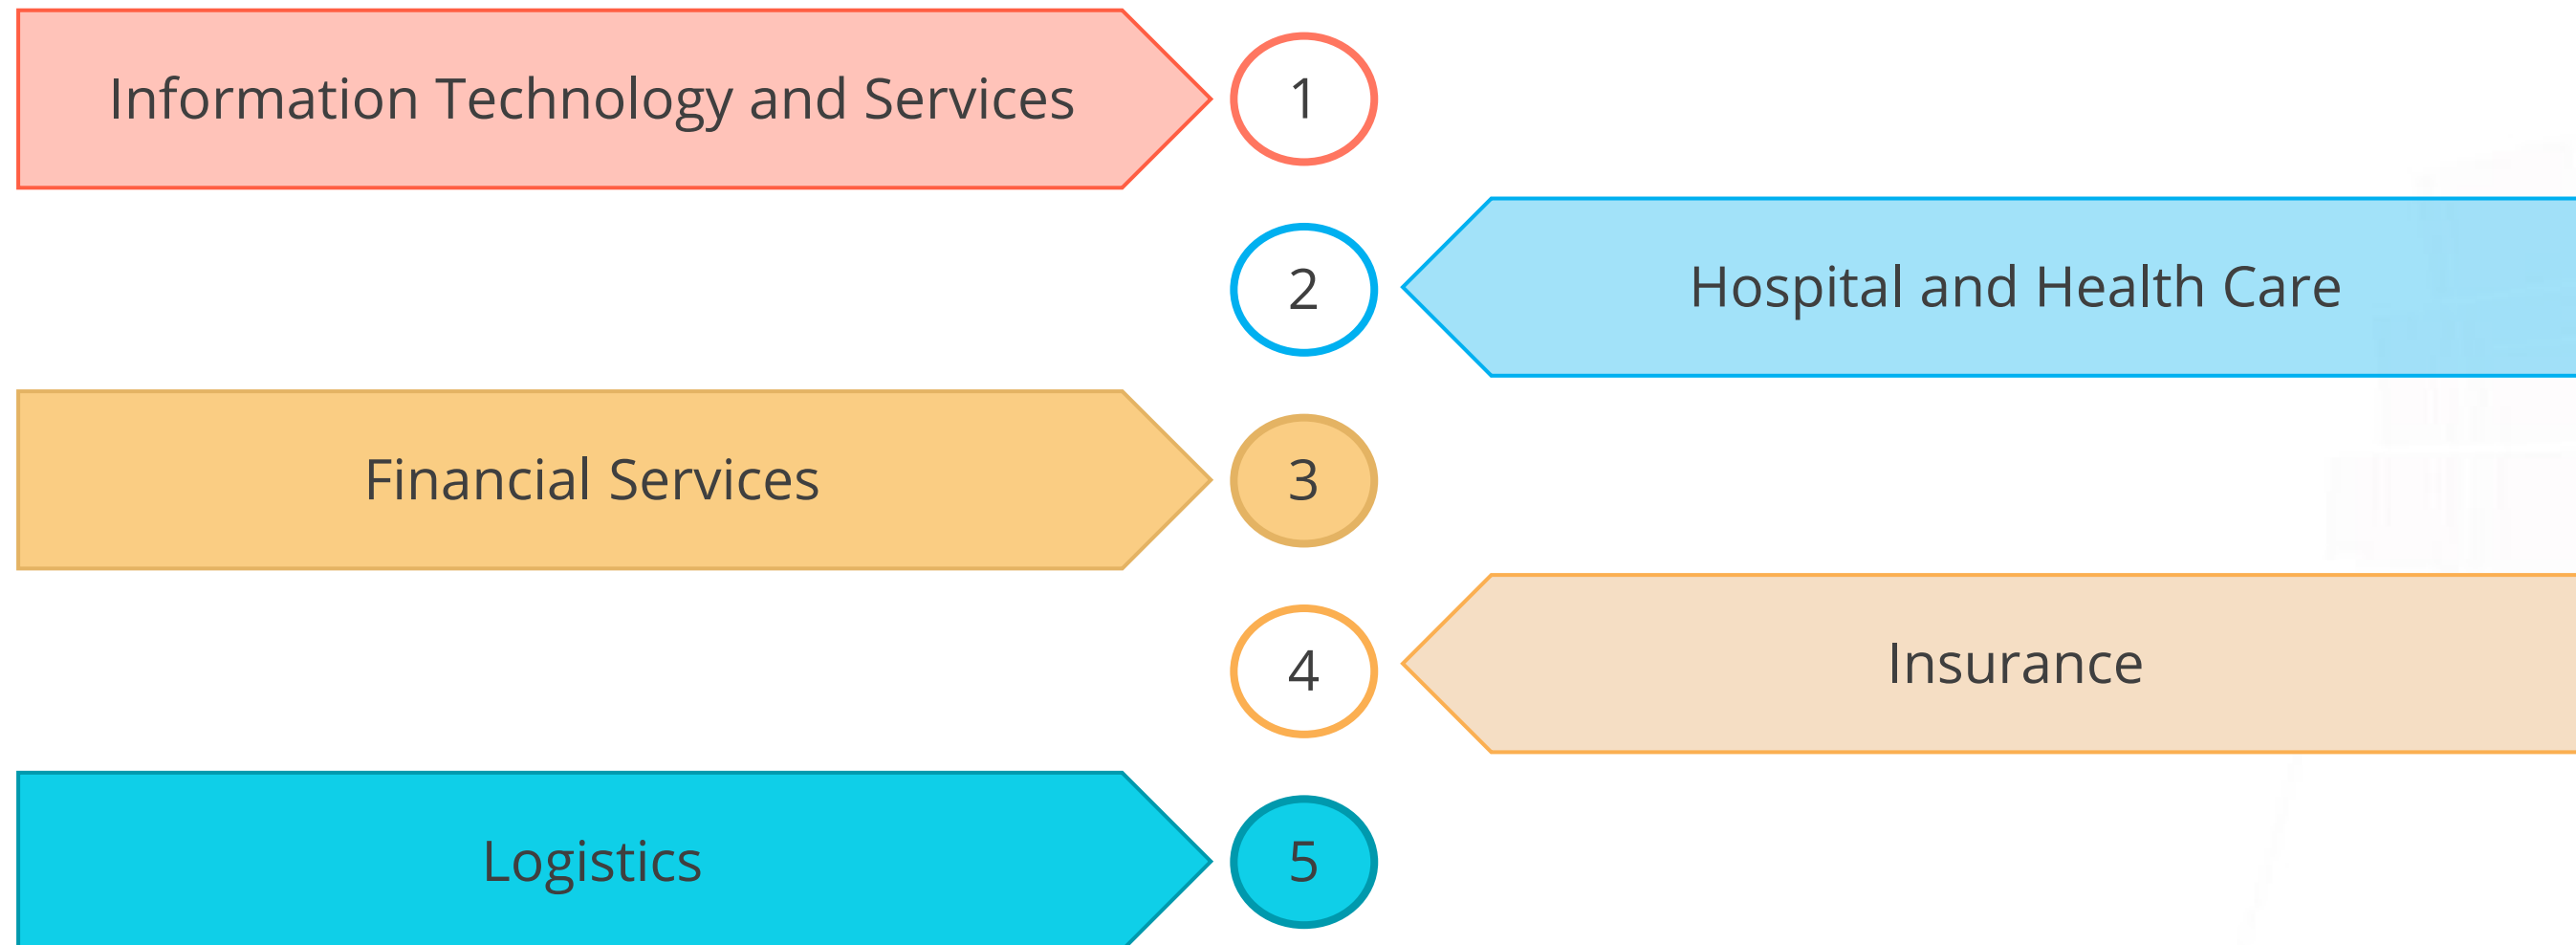 Information Technology and Services
1
2
Hospital and Health Care
Financial Services
3
4
Insurance
Logistics
5